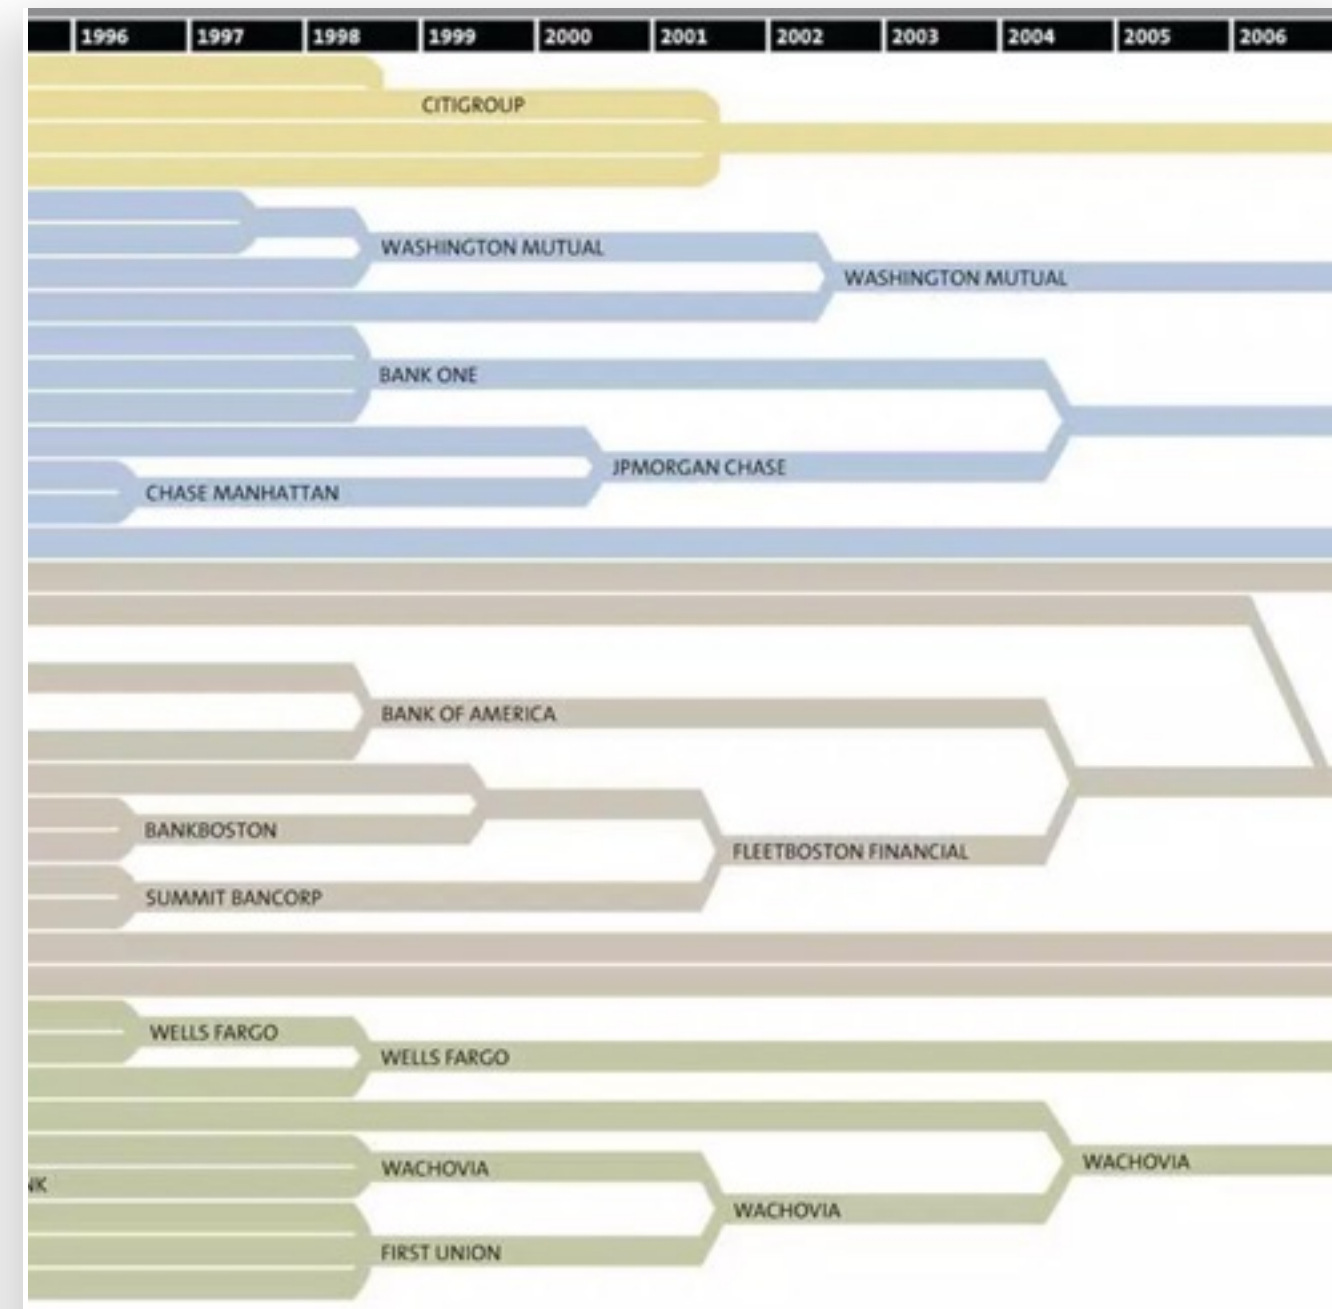 1996 1997 1998 1999 2000 2001 2002 2003 2004 2005 2006
CITIGROUP
WASHINGTON MUTUAL
WASHINGTON MUTUAL
BANK ONE
JPMORGAN CHASE
CHASE MANHATTAN
BANK OF AMERICA
BANKBOSTON
FLEETBOSTON FINANCIAL
SUMMIT BANCORP
WELLS FARGO
WELLS FARGO
WACHOVIA
WACHOVIA
NK
WACHOVIA
FIRST UNION